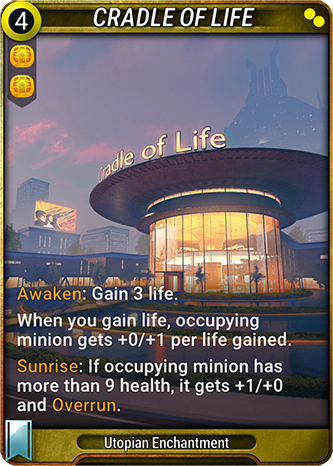 4
CRADLE OF LIFE
Cradle of Life
Awaken: Gain 3 life.
When you gain life, occupying
minion gets +0/+1 per life gained.
Sunrise: If occupying minion has
more than 9 health, it gets +1/+0
and Overrun.
Utopian Enchantment